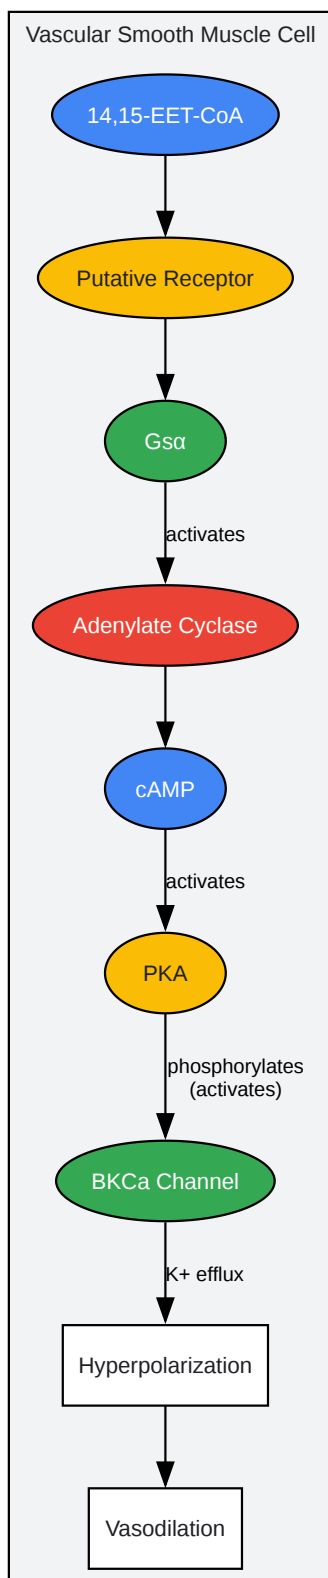 Vascular Smooth Muscle Cell
14,15-EET-CoA
Putative Receptor
Gsα
activates
Adenylate Cyclase
cAMP
activates
PKA
phosphorylates
(activates)
BKCa Channel
K+ efflux
Hyperpolarization
Vasodilation